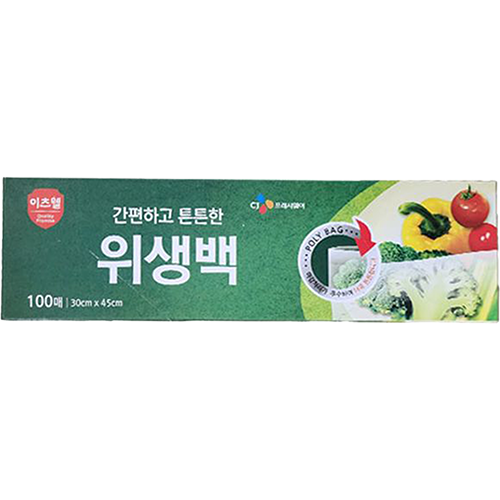 이츠웰
Quality Promise
간편하고 튼튼한
위생백
100매 | 30cm x 45cm
CJ 프레시웨이
POLY BAG